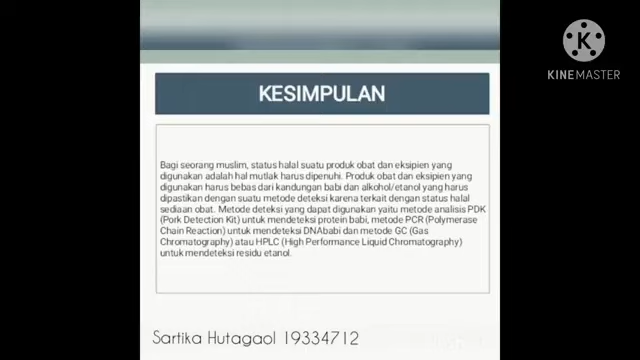 KINEMASTER
KESIMPULAN
Bagi seorang muslim, status halal suatu produk obat dan eksipien yang
digunakan adalah hal mutlak harus dipenuhi. Produk obat dan eksipien yang
digunakan harus bebas dari kandungan babi dan alkohol/etanol yang harus
dipastikan dengan suatu metode deteksi karena terkait dengan status halal
sediaan obat. Metode deteksi yang dapat digunakan yaitu metode analisis PDK
(Pork Detection Kit) untuk mendeteksi protein babi, metode PCR (Polymerase
Chain Reaction) untuk mendeteksi DNAbabi dan metode GC (Gas
Chromatography) atau HPLC (High Performance Liquid Chromatography)
untuk mendeteksi residu etanol.
Sartika Hutagaol 19334712